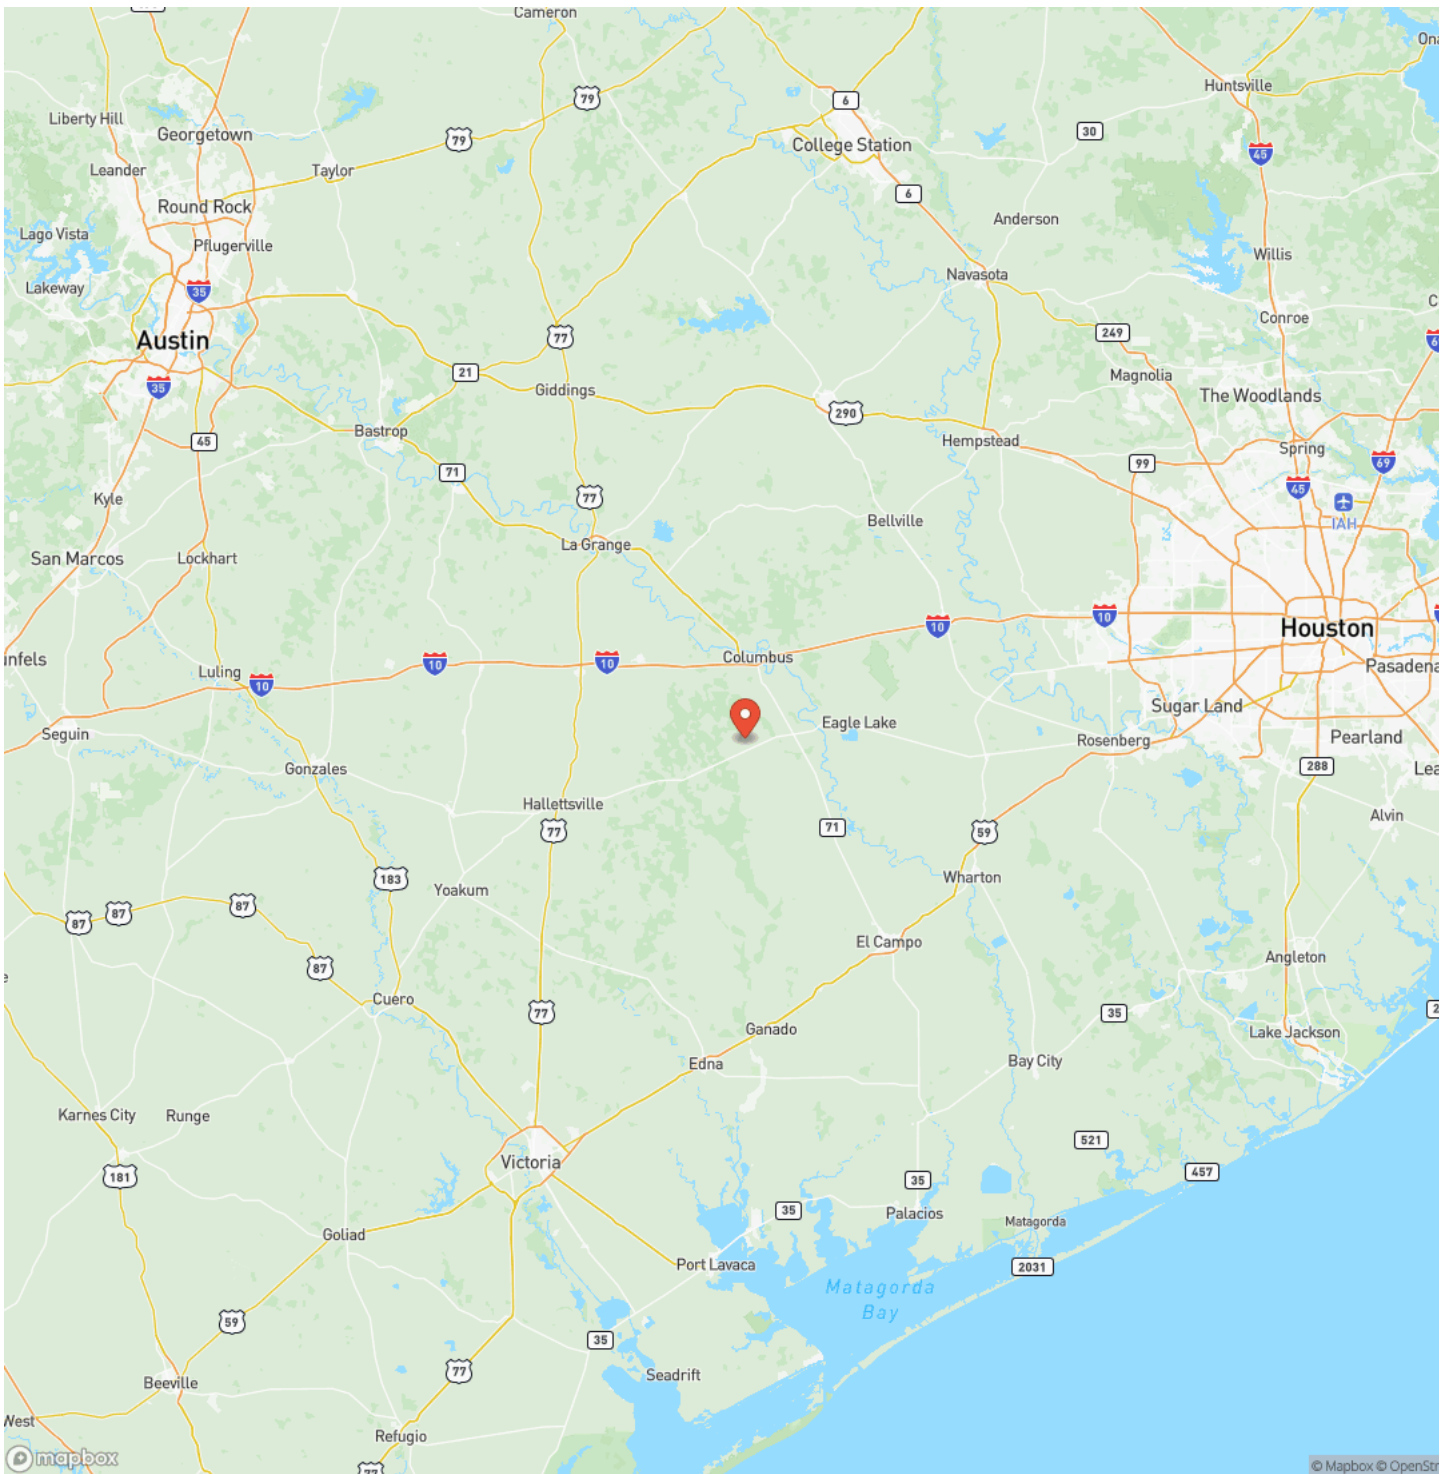 Cameron
79
6
Huntsville
Liberty Hill
Georgetown
79
30
College Station
45
Leander
Taylor
Round Rock
6
Lago Vista
Pflugerville
Anderson
Willis
Navasota
Lakeway
35
Conroe
Austin
77
249
21
Magnolia
35
Giddings
The Woodlands
290
Bastrop
Hempstead
45
Spring
71
99
69
Kyle
77
45
IAH
Bellville
La Grange
San Marcos
Lockhart
10
10
Houston
Columbus
10
10
Luling
10
Pasadena
Sugar Land
Eagle Lake
Seguin
Rosenberg
Pearland
Gonzales
288
Hallettsville
77
71
59
Alvin
Wharton
183
Yoakum
87
87
87
El Campo
Angleton
87
Cuero
77
35
Ganado
Lake Jackson
Edna
Bay City
Karnes City
Runge
521
Victoria
181
35
457
35
Palacios
Matagorda
Goliad
Port Lavaca
2031
Matagorda
Bay
59
35
77
Seadrift
Beeville
West
Refugio
mapbox
77
© Mapbox © OpenStr